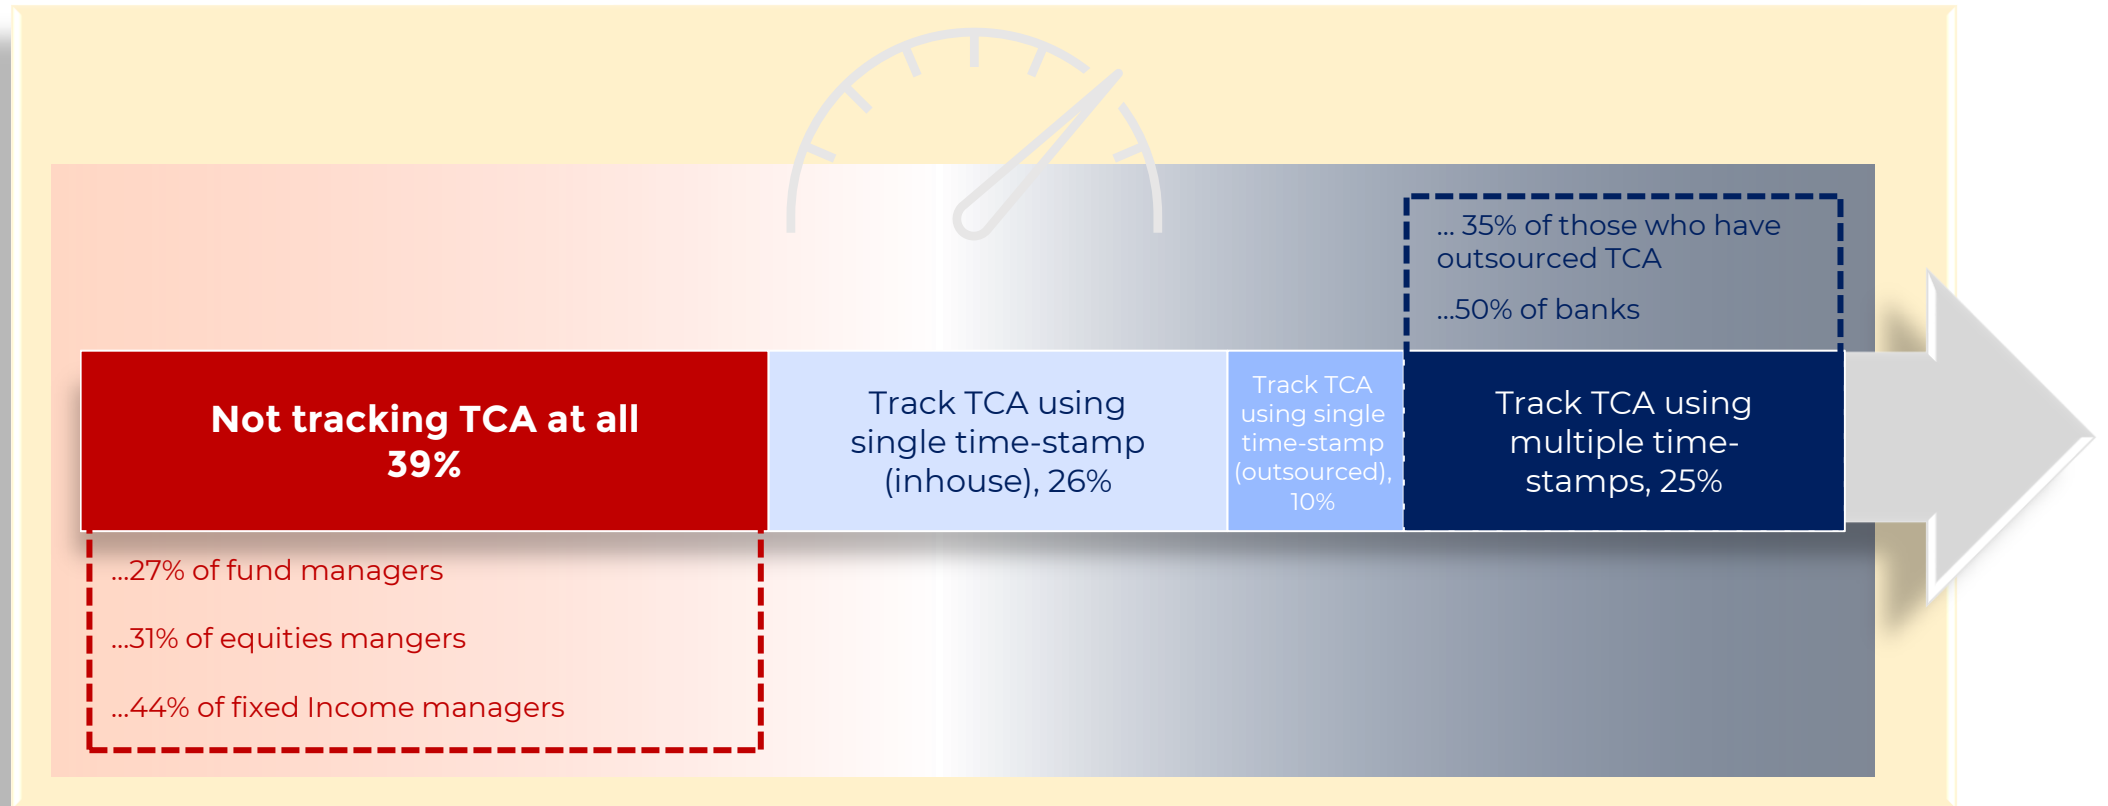 ... 35% of those who have
outsourced TCA
...50% of banks
Not tracking TCA at all
39%
Track TCA using
single time-stamp
(inhouse), 26%
Track TCA
using single
time-stamp
(outsourced),
10%
Track TCA using
multiple time-
stamps, 25%
...27% of fund managers
...31% of equities mangers
...44% of fixed Income managers